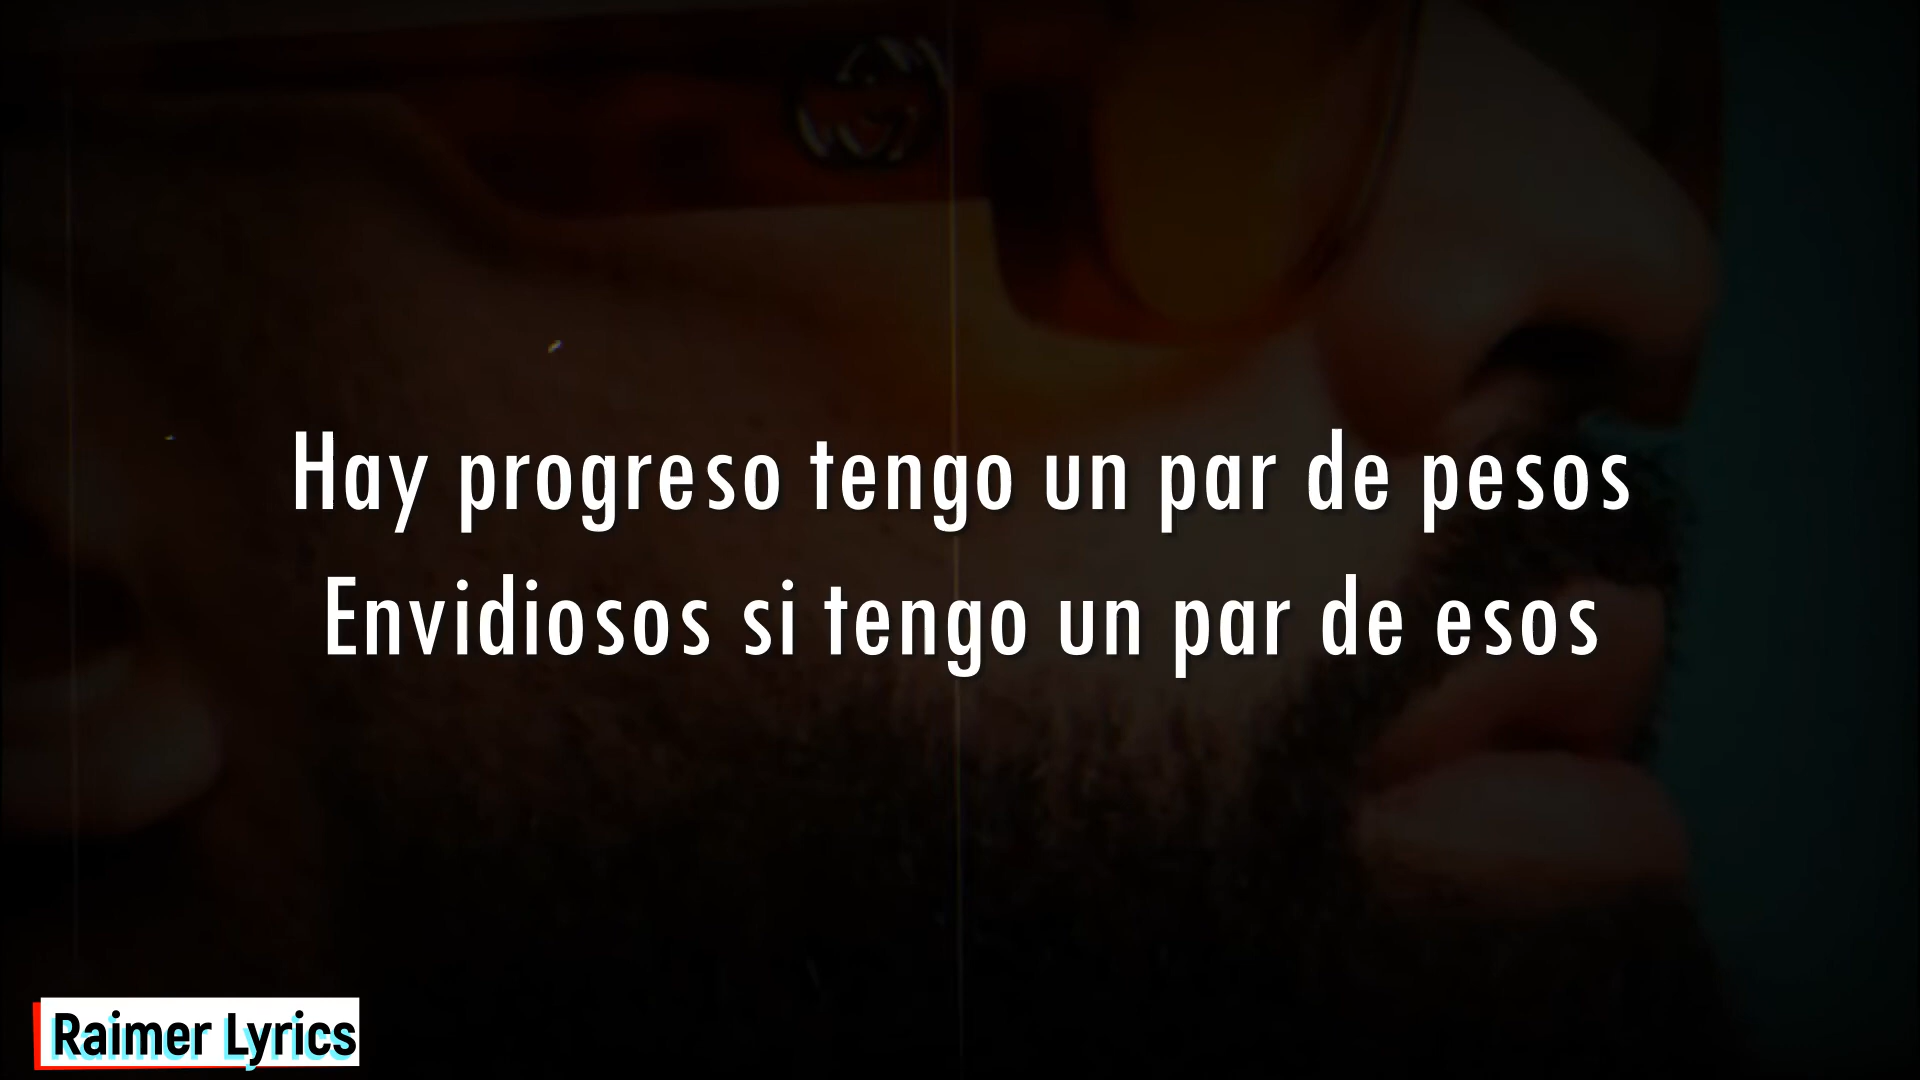 Hay progreso tengo un par de pesos
Envidiosos si tengo un par de esos
Raimer Lyrics